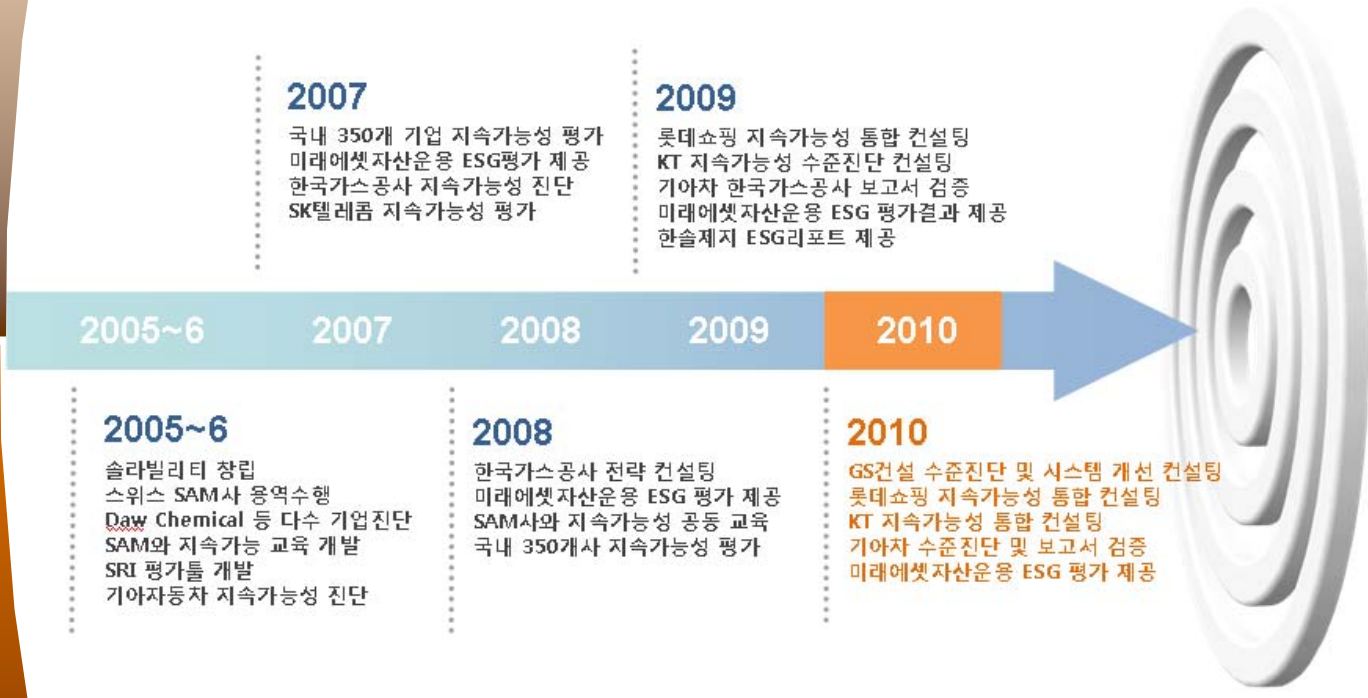 2007
국내 350개 기업 지속가능성 평가
미래에셋자산운용 ESG평가 제공
한국가스공사 지속가능성 진단
SK텔레콤 지속가능성 평가
2009
롯데쇼핑 지속가능성 통합 컨설팅
KT 지속가능성 수준진단 컨설팅
기아차 한국가스공사 보고서 검증
미래에셋자산운용 ESG 평가결과 제공
한솔제지 ESG리포트 제공
2005~6 2007 2008 2009 2010
2005~6
솔라빌리티 창립
스위스 SAM사 용역수행
Daw Chemical 등 다수 기업진단
SAM와 지속가능 교육 개발
SRI 평가툴 개발
기아자동차 지속가능성 진단
2008
한국가스공사 전략 컨설팅
미래에셋자산운용 ESG 평가 제공
SAM사와 지속가능성 공동 교육
국내 350개사 지속가능성 평가
2010
GS건설 수준진단 및 시스템 개선 컨설팅
롯데쇼핑 지속가능성 통합 컨설팅
KT 지속가능성 통합 컨설팅
기아차 수준진단 및 보고서 검증
미래에셋자산운용 ESG 평가 제공